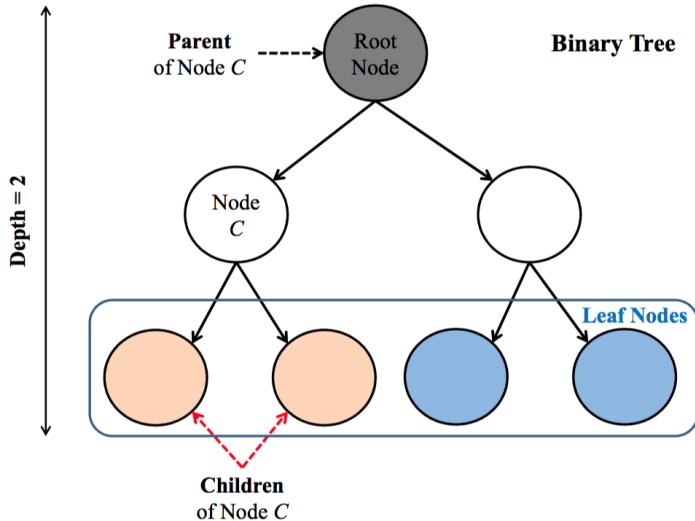 Parent
of Node C
Root
Node
Binary Tree
Depth = 2
Node
C
Leaf Nodes
Children
of Node C